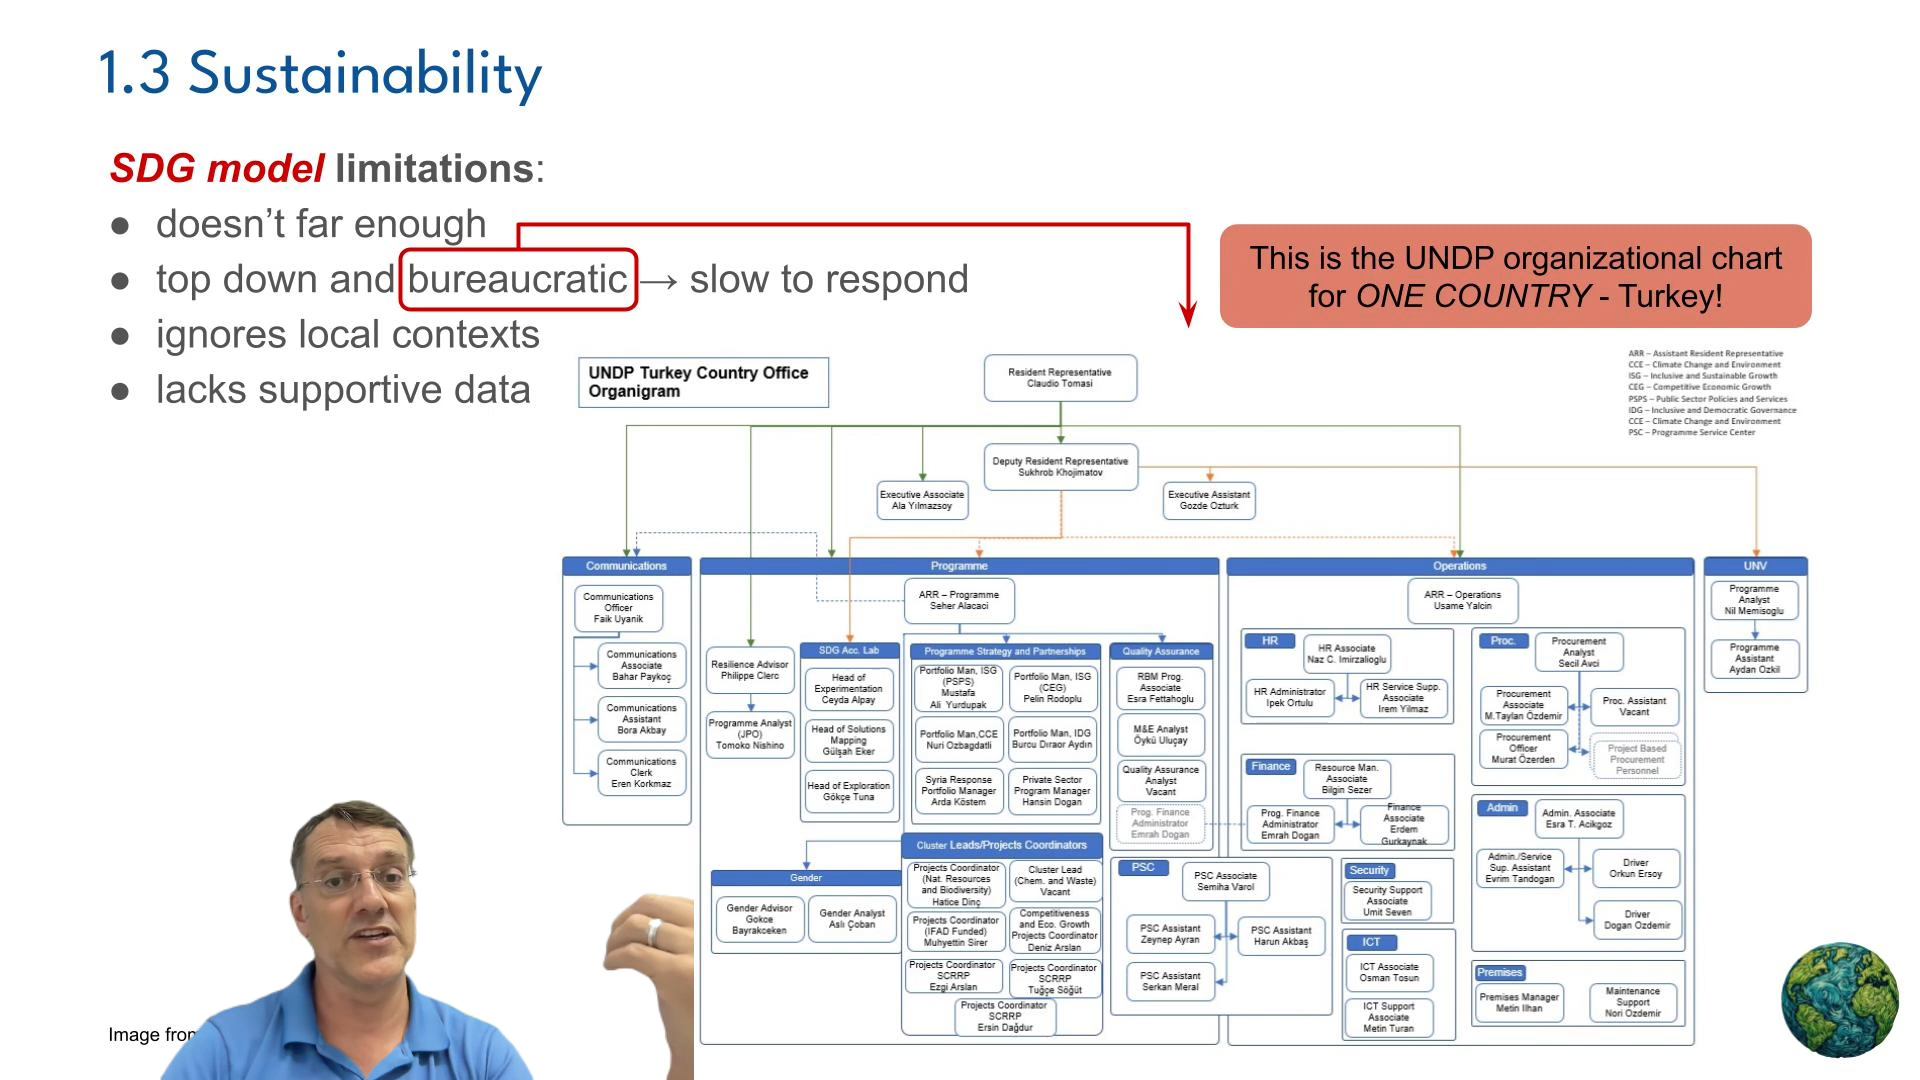 1.3 Sustainability
SDG model limitations:
● doesn't far enough
● top down and bureaucratic → slow to respond
● ignores local contexts
● lacks supportive data
This is the UNDP organizational chart
for ONE COUNTRY - Turkey!
UNDP Turkey Country Office
Organigram
Resident Representative
Claudio Tomasi
ARR – Assistant Resident Representative
CCE – Climate Change and Environment
ISG – Inclusive and Sustainable Growth
CEG – Competitive Economic Growth
PSPS – Public Sector Policies and Services
IDG – Inclusive and Democratic Governance
CCE – Climate Change and Environment
PSC – Programme Service Center
Deputy Resident Representative
Sukhrob Khojimatov
Executive Associate
Ala Yılmazsoy
Executive Assistant
Gozde Ozturk
Communications
Communications
Officer
Faik Uyanik
Communications
Associate
Bahar Paykoç
Communications
Assistant
Bora Akbay
Communications
Clerk
Eren Korkmaz
Programme
ARR – Programme
Seher Alacaci
Resilience Advisor
Philippe Clerc
Programme Analyst
(JPO)
Tomoko Nishino
SDG Acc. Lab
Head of
Experimentation
Ceyda Alpay
Head of Solutions
Mapping
Gülşah Eker
Head of Exploration
Gökçe Tuna
Programme Strategy and Partnerships
Portfolio Man, ISG
(PSPS)
Mustafa
Ali Yurdupak
Portfolio Man, ISG
(CEG)
Pelin Rodoplu
Portfolio Man,CCE
Nuri Ozbagdatli
Portfolio Man, IDG
Burcu Dıraor Aydın
Syria Response
Portfolio Manager
Arda Köstem
Private Sector
Program Manager
Hansin Dogan
Quality Assurance
RBM Prog.
Associate
Esra Fettahoglu
M&E Analyst
Öykü Uluçay
Quality Assurance
Analyst
Vacant
Prog. Finance
Administrator
Emrah Dogan
Gender
Gender Advisor
Gokce
Bayrakceken
Gender Analyst
Aslı Çoban
Cluster Leads/Projects Coordinators
Projects Coordinator
(Nat. Resources
and Biodiversity)
Hatice Dinç
Cluster Lead
(Chem. and Waste)
Vacant
Projects Coordinator
(IFAD Funded)
Muhyettin Sirer
Competitiveness
and Eco. Growth
Projects Coordinator
Deniz Arslan
Projects Coordinator
SCRRP
Ezgi Arslan
Projects Coordinator
SCRRP
Tuğçe Söğüt
Projects Coordinator
SCRRP
Ersin Dağdur
PSC
PSC Associate
Semiha Varol
PSC Assistant
Zeynep Ayran
PSC Assistant
Harun Akbaş
PSC Assistant
Serkan Meral
Operations
ARR – Operations
Usame Yalcin
HR
HR Associate
Naz C. Imirzalioglu
HR Administrator
Ipek Ortulu
HR Service Supp.
Associate
Irem Yilmaz
Finance
Resource Man.
Associate
Bilgin Sezer
Prog. Finance
Administrator
Emrah Dogan
Finance
Associate
Erdem
Gurkaynak
Security
Security Support
Associate
Umit Seven
ICT
ICT Associate
Osman Tosun
ICT Support
Associate
Metin Turan
Proc.
Procurement
Analyst
Secil Avci
Procurement
Associate
M.Taylan Özdemir
Proc. Assistant
Vacant
Procurement
Officer
Murat Özerden
Project Based
Procurement
Personnel
Admin
Admin. Associate
Esra T. Acikgoz
Admin./Service
Sup. Assistant
Evrim Tandogan
Driver
Orkun Ersoy
Driver
Dogan Ozdemir
Premises
Premises Manager
Metin Ilhan
Maintenance
Support
Nori Ozdemir
UNV
Programme
Analyst
Nil Memisoglu
Programme
Assistant
Aydan Ozkil
Image from